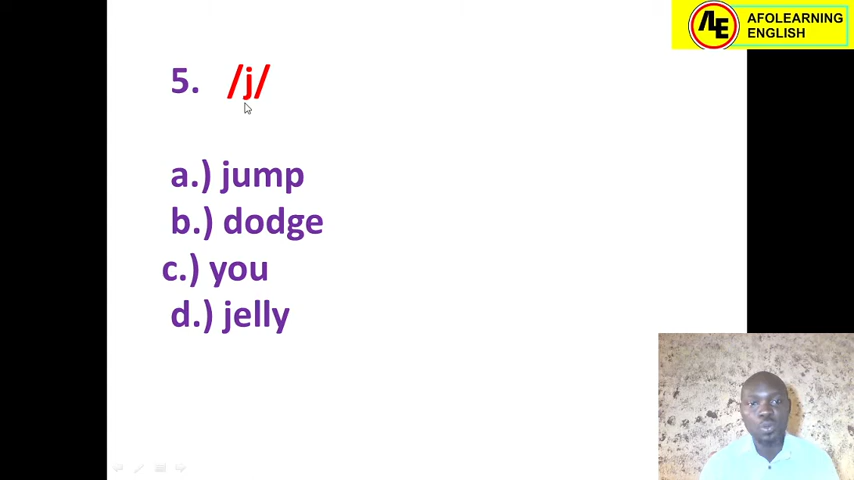 AFOLEARNING
ENGLISH
5. /j/
a.) jump
b.) dodge
c.) you
d.) jelly